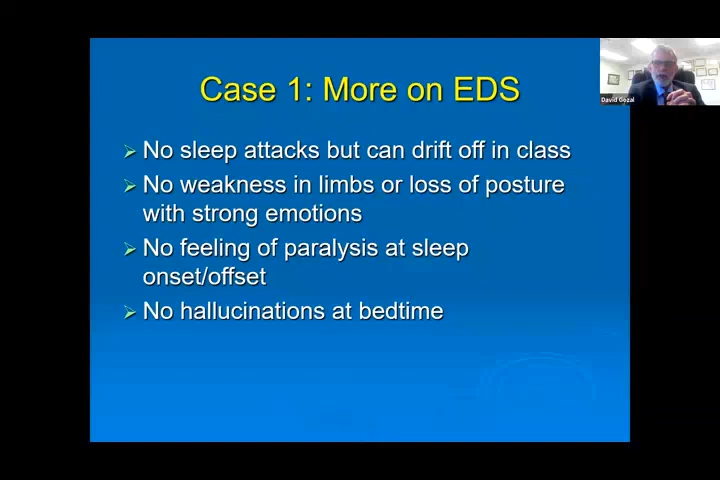 Case 1: More on EDS
No sleep attacks but can drift off in class
No weakness in limbs or loss of posture
with strong emotions
No feeling of paralysis at sleep
onset/offset
No hallucinations at bedtime
David Gozal